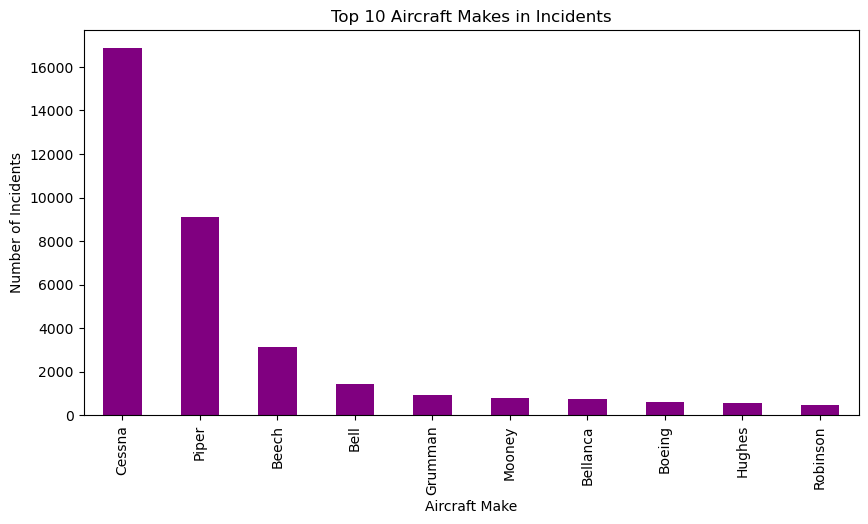 Top 10 Aircraft Makes in Incidents
Number of Incidents
16000
14000
12000
10000
8000
6000
4000
2000
0
Cessna
Piper
Beech
Bell
Grumman
Mooney
Bellanca
Boeing
Hughes
Robinson
Aircraft Make